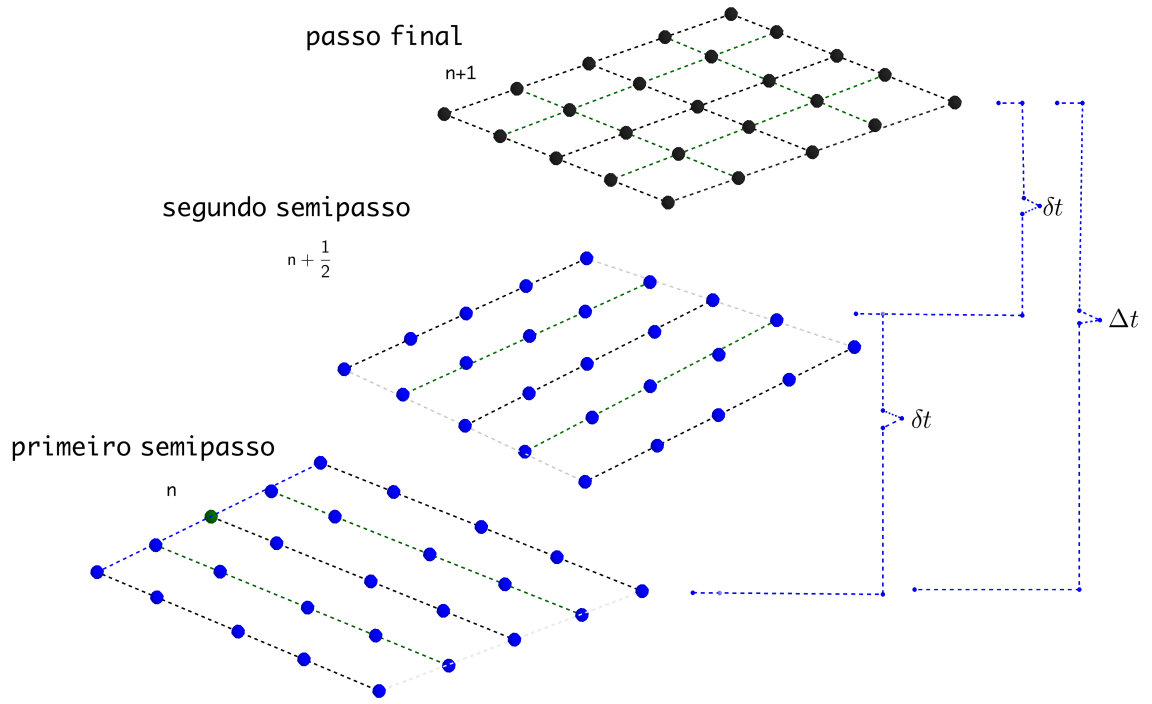 passo final
n+1
δt
segundo semipasso
n + 1/2
Δt
δt
primeiro semipasso
n